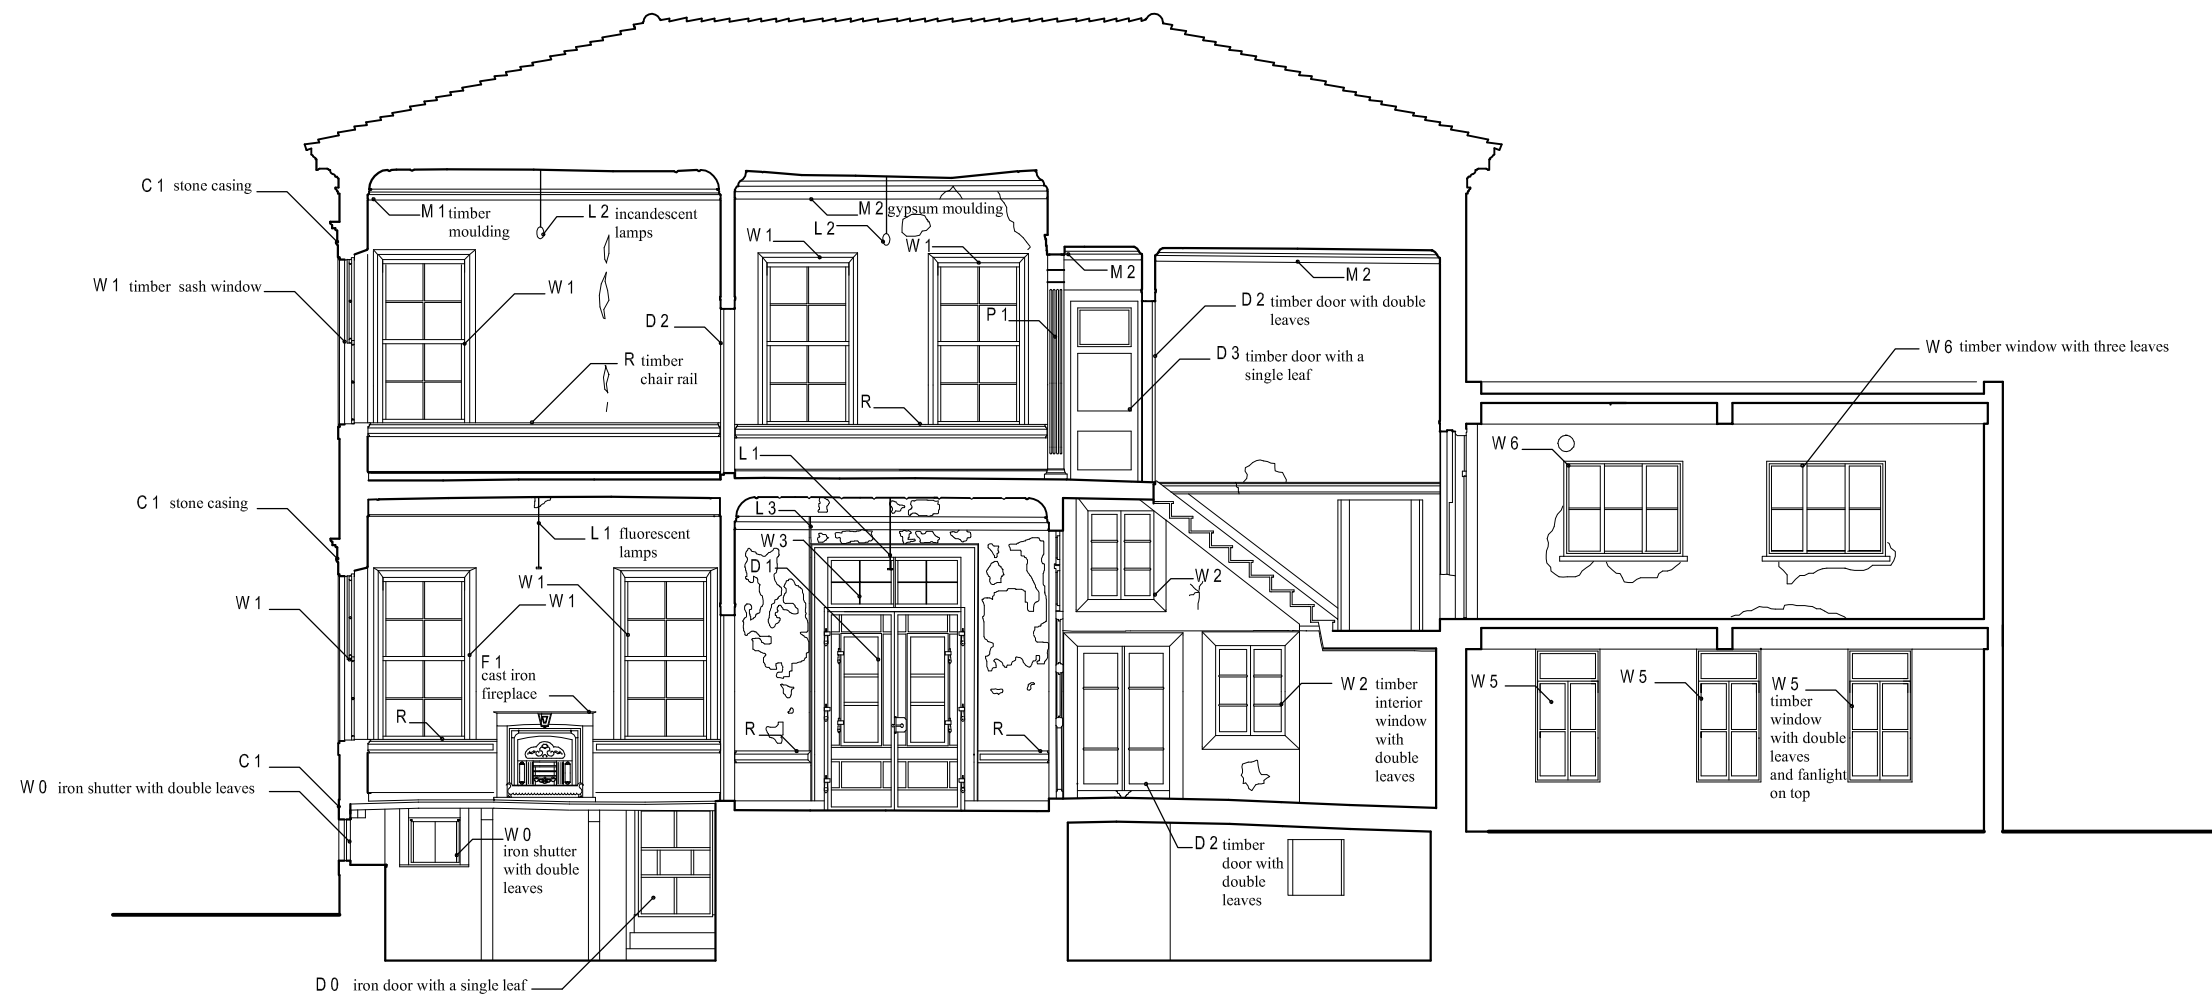 C 1 stone casing
M 1 timber
moulding
L 2 incandescent
lamps
M 2 gypsum moulding
L 2
W 1
W 1
M 2
M 2
W 1 timber sash window
W 1
D 2
P 1
D 2 timber door with double
leaves
D 3 timber door with a
single leaf
R timber
chair rail
R
W 6 timber window with three leaves
W 6
L 1
C 1 stone casing
L 1 fluorescent
lamps
L 3
W 3
D 1
W 1
W 1
W 1
W 2
F 1
cast iron
fireplace
R
R
R
W 2 timber
interior
window
with
double
leaves
W 5
W 5
W 5
timber
window
with double
leaves
and fanlight
on top
C 1
W 0 iron shutter with double leaves
W 0
iron shutter
with double
leaves
D 2 timber
door with
double
leaves
D 0 iron door with a single leaf